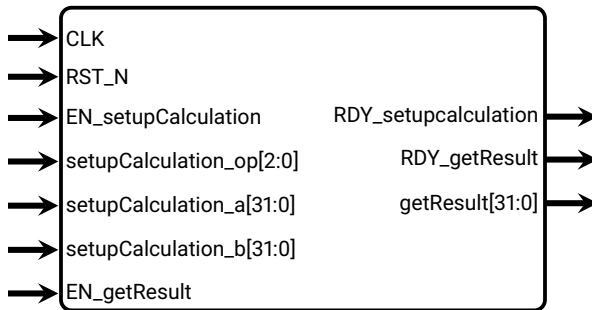 CLK
RST_N
EN_setupCalculation
RDY_setupcalculation
setupCalculation_op[2:0]
RDY_getResult
setupCalculation_a[31:0]
getResult[31:0]
setupCalculation_b[31:0]
EN_getResult